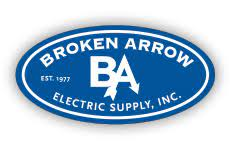 BROKEN ARROW
EST. 1977
BA
ELECTRIC SUPPLY, INC.